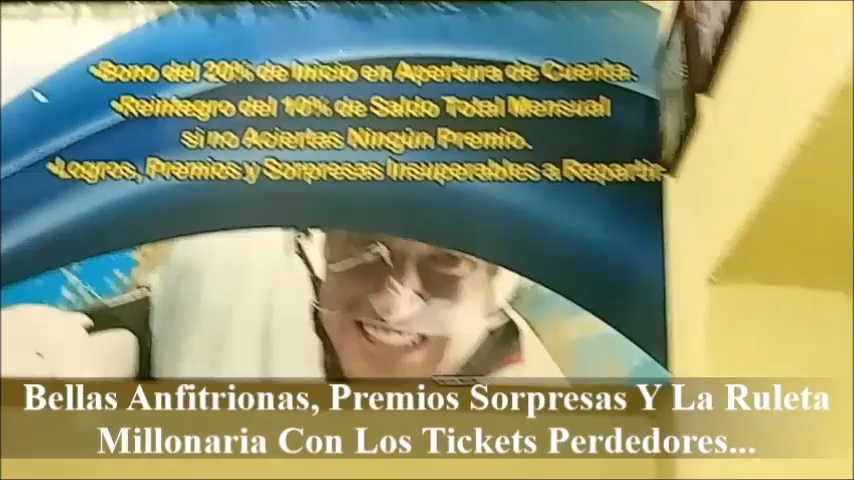 •Bono del 20% de Inicio en Apertura de Cuenta.
•Reintegro del 10% de Saldo Total Mensual
si no Aciertas Ningún Premio.
•Logros, Premios y Sorpresas Insuperables a Repartir
Bellas Anfitrionas, Premios Sorpresas Y La Ruleta
Millonaria Con Los Tickets Perdedores...